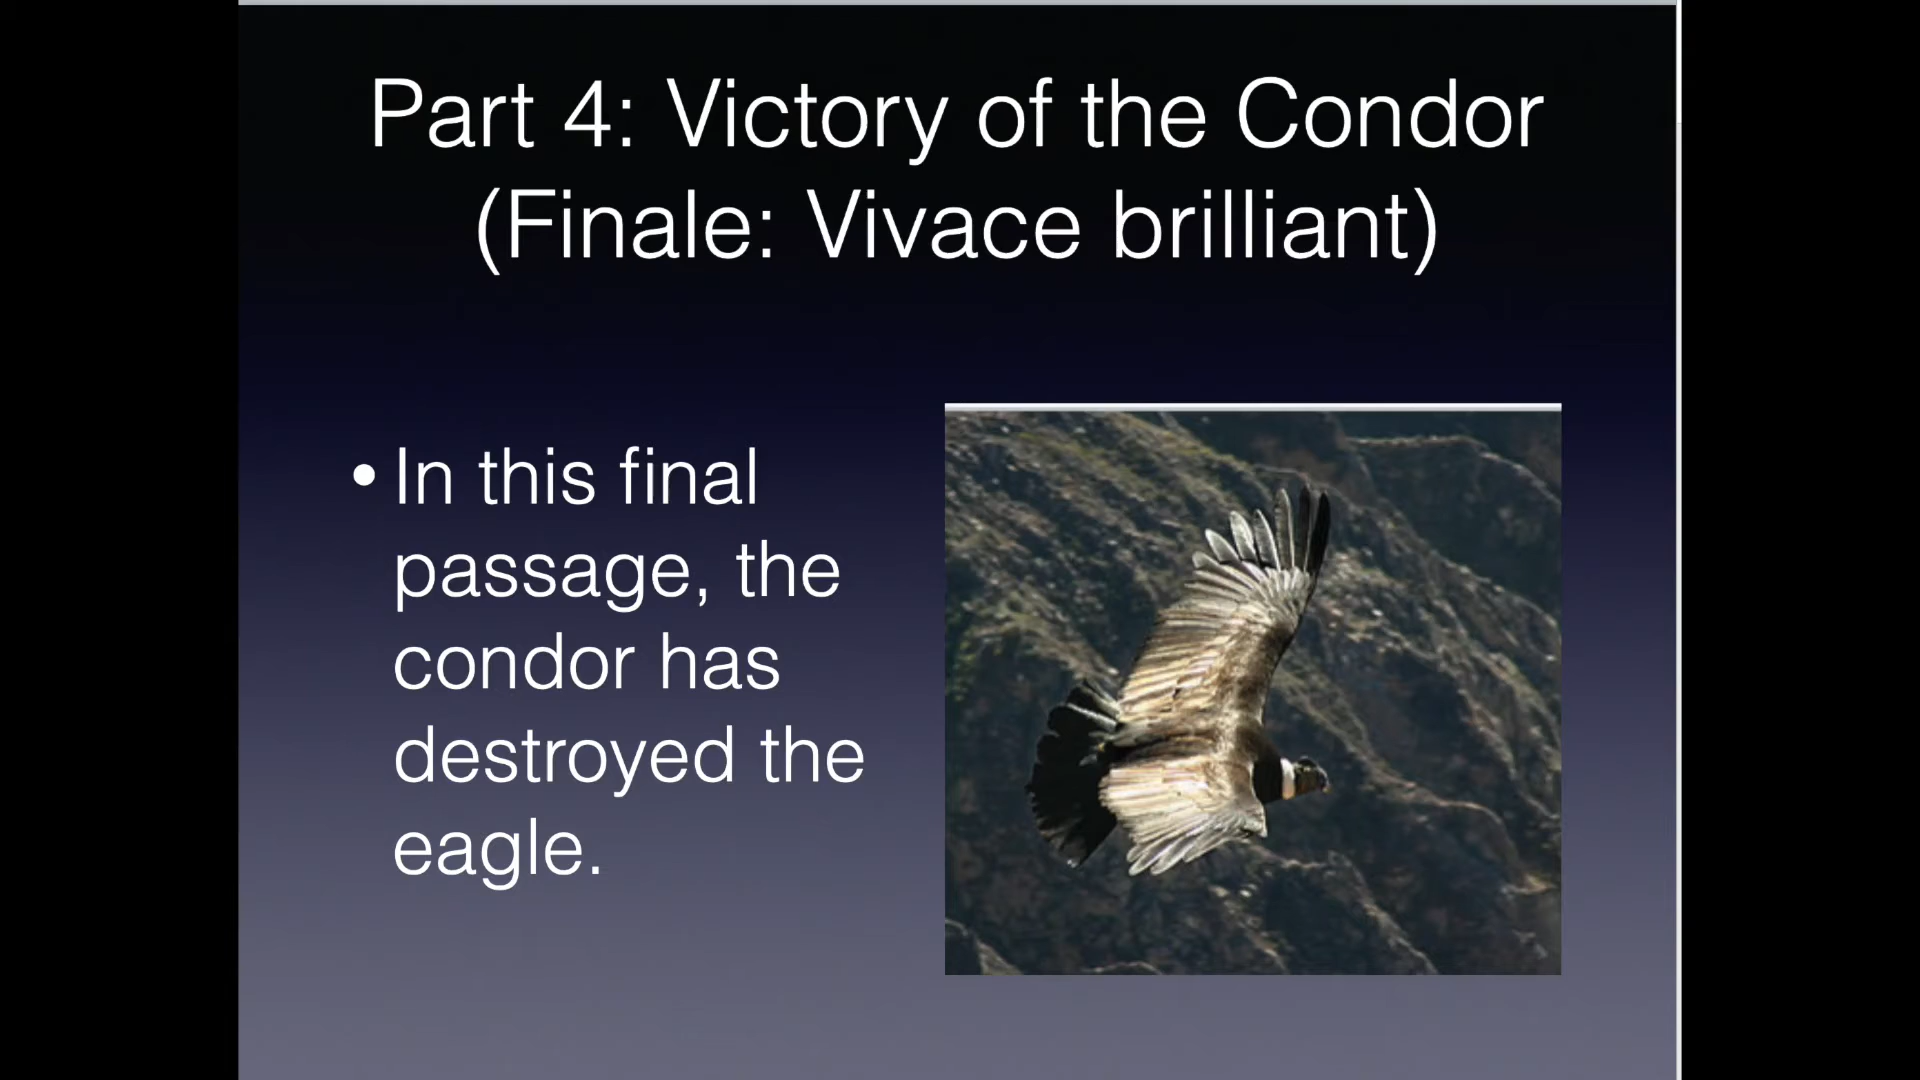 Part 4: Victory of the Condor
(Finale: Vivace brilliant)
• In this final
passage, the
condor has
destroyed the
eagle.